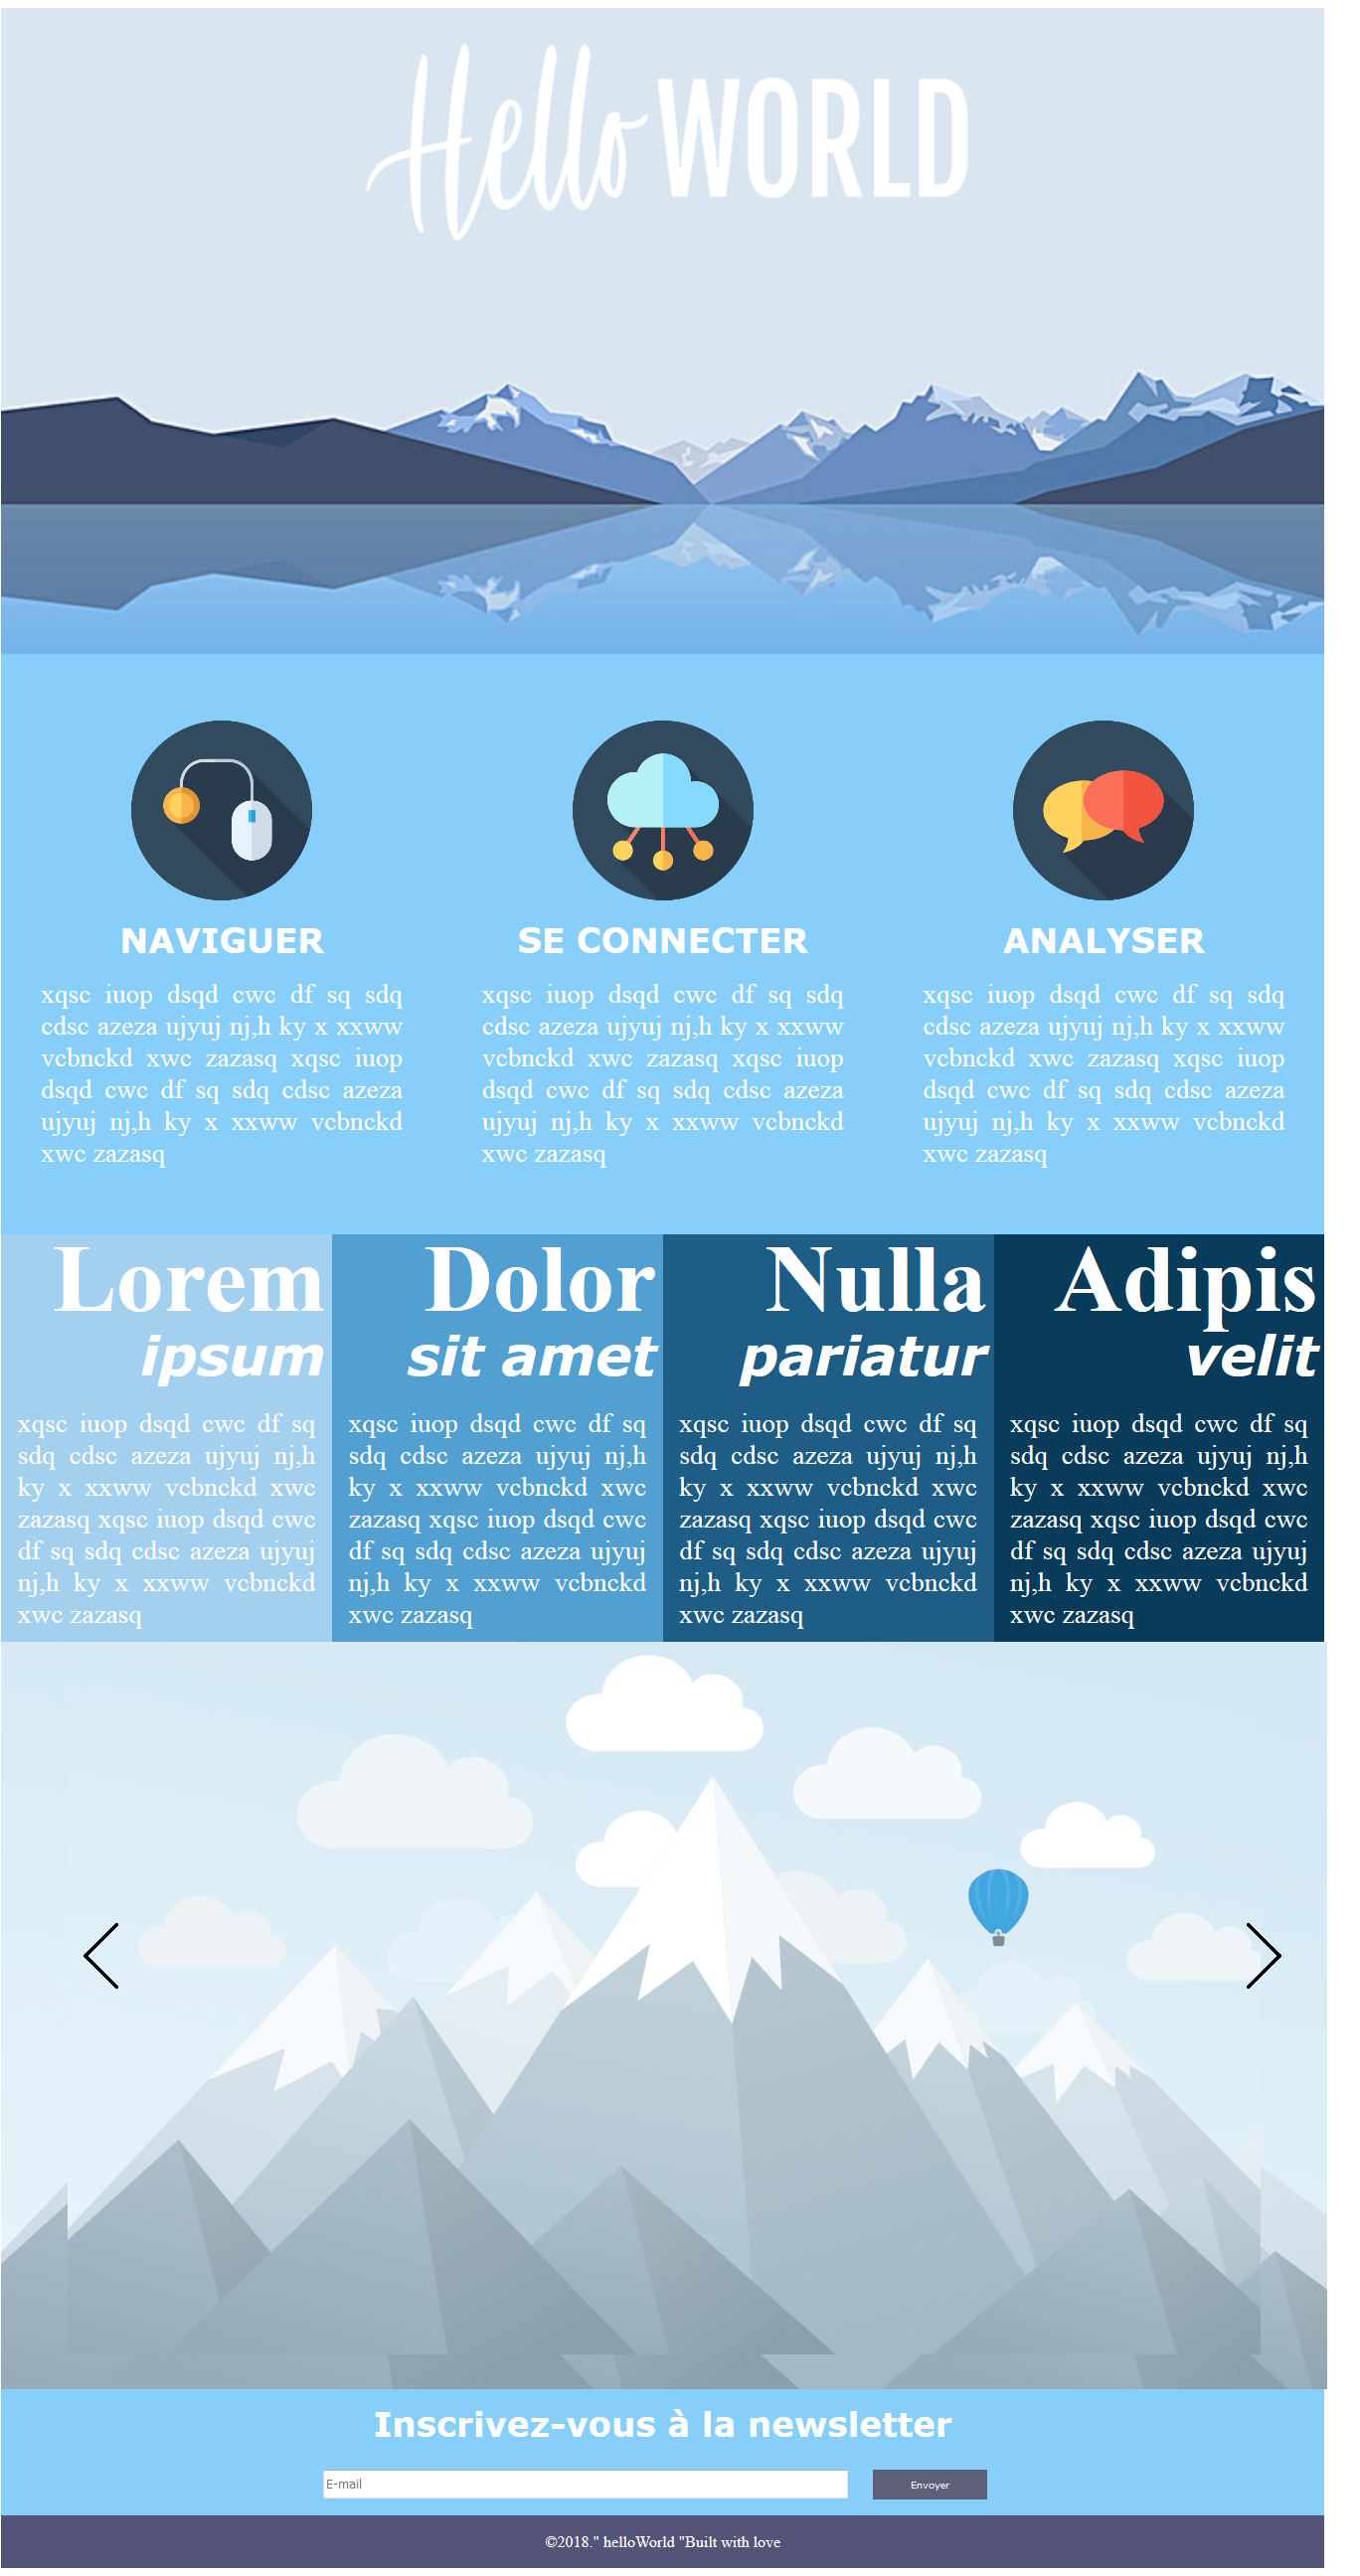 Hello WORLD
NAVIGUER
xqsc iuop dsqd cwc df sq sdq
cdsc azeza ujyuj nj,h ky x xxww
vcbnckd xwc zazasq xqsc iuop
dsqd cwc df sq sdq cdsc azeza
ujyuj nj,h ky x xxww vcbnckd
xwc zazasq
SE CONNECTER
xqsc iuop dsqd cwc df sq sdq
cdsc azeza ujyuj nj,h ky x xxww
vcbnckd xwc zazasq xqsc iuop
dsqd cwc df sq sdq cdsc azeza
ujyuj nj,h ky x xxww vcbnckd
xwc zazasq
ANALYSER
xqsc iuop dsqd cwc df sq sdq
cdsc azeza ujyuj nj,h ky x xxww
vcbnckd xwc zazasq xqsc iuop
dsqd cwc df sq sdq cdsc azeza
ujyuj nj,h ky x xxww vcbnckd
xwc zazasq
Lorem
ipsum
xqsc iuop dsqd cwc df sq
sdq cdsc azeza ujyuj nj,h
ky x xxww vcbnckd xwc
zazasq xqsc iuop dsqd cwc
df sq sdq cdsc azeza ujyuj
nj,h ky x xxww vcbnckd
xwc zazasq
Dolor
sit amet
xqsc iuop dsqd cwc df sq
sdq cdsc azeza ujyuj nj,h
ky x xxww vcbnckd xwc
zazasq xqsc iuop dsqd cwc
df sq sdq cdsc azeza ujyuj
nj,h ky x xxww vcbnckd
xwc zazasq
Nulla
pariatur
xqsc iuop dsqd cwc df sq
sdq cdsc azeza ujyuj nj,h
ky x xxww vcbnckd xwc
zazasq xqsc iuop dsqd cwc
df sq sdq cdsc azeza ujyuj
nj,h ky x xxww vcbnckd
xwc zazasq
Adipis
velit
xqsc iuop dsqd cwc df sq
sdq cdsc azeza ujyuj nj,h
ky x xxww vcbnckd xwc
zazasq xqsc iuop dsqd cwc
df sq sdq cdsc azeza ujyuj
nj,h ky x xxww vcbnckd
xwc zazasq
Inscrivez-vous à la newsletter
E-mail
Envoyer
©2018." helloWorld "Built with love